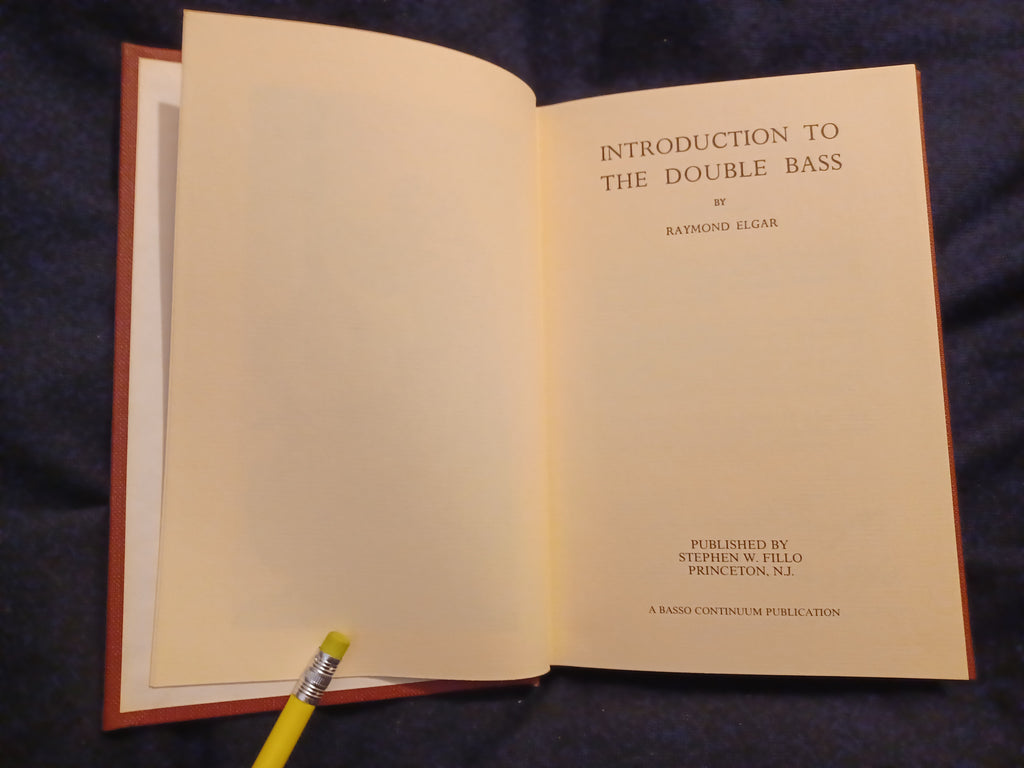 INTRODUCTION TO
THE DOUBLE BASS
BY
RAYMOND ELGAR
PUBLISHED BY
STEPHEN W. FILLO
PRINCETON, N.J.
A BASSO CONTINUUM PUBLICATION